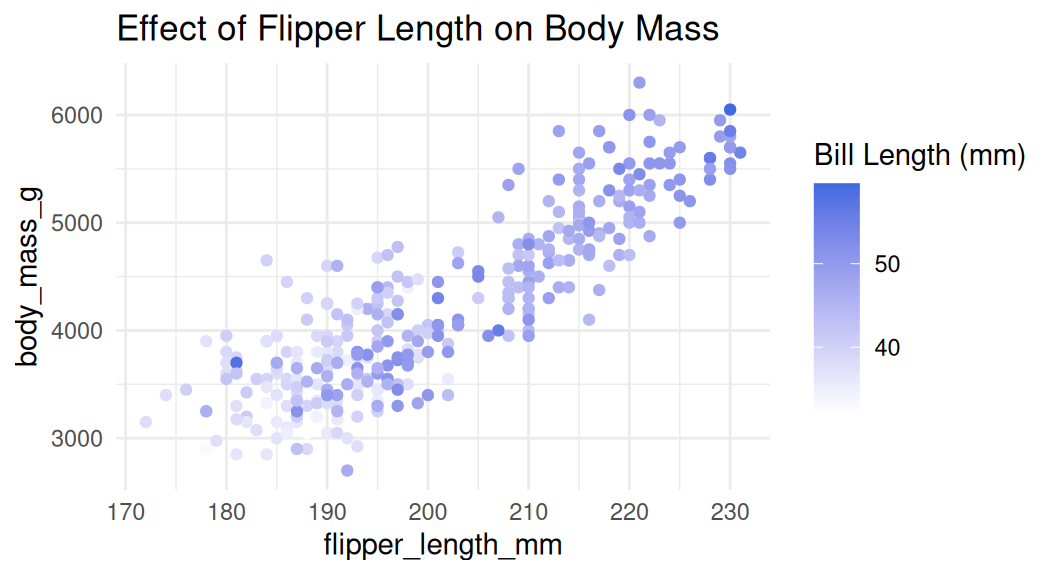 Effect of Flipper Length on Body Mass
body_mass_g
6000
5000
4000
3000
170 180 190 200 210 220 230
flipper_length_mm
Bill Length (mm)
50
40